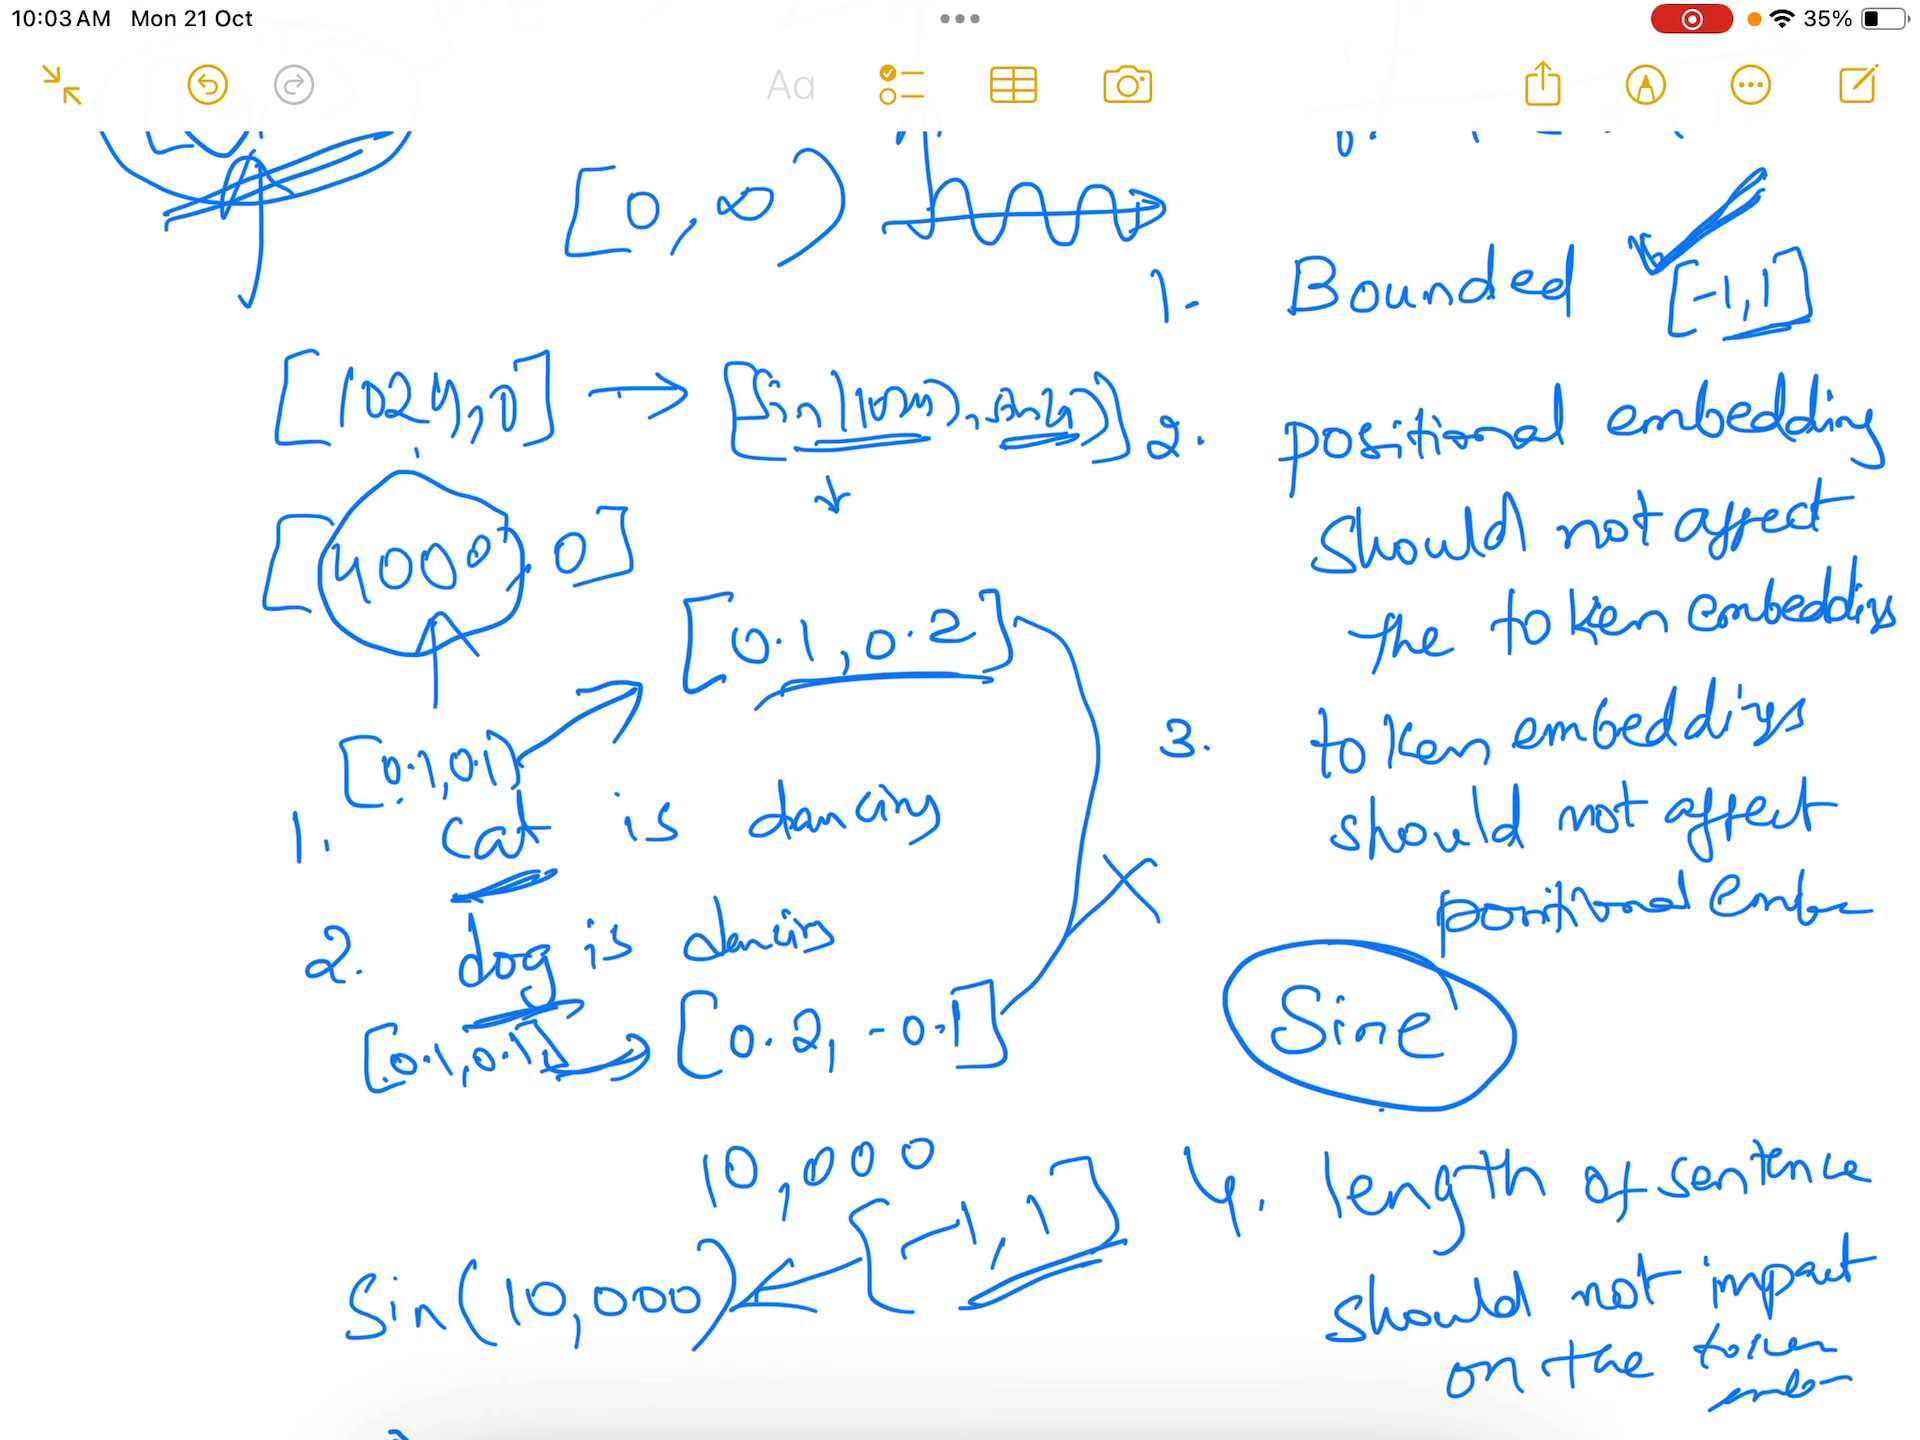 10:03 AM Mon 21 Oct
35%
Aa
[0, ∞)
1. Bounded [-1,1]
[1024, 0] → [Sin(1024), sin(4)]
2. positional embedding
should not affect
the token embeddings
[4000, 0]
[0.1, 0.2]
[0.1, 0.1]
1. cat is dancing
3. token embeddings
should not affect
positional embe
2. dog is dancing
[0.1, 0.1] → [0.2, -0.1]
Sine
10,000
Sin(10,000) ← [-1, 1]
4. length of sentence
should not impact
on the token